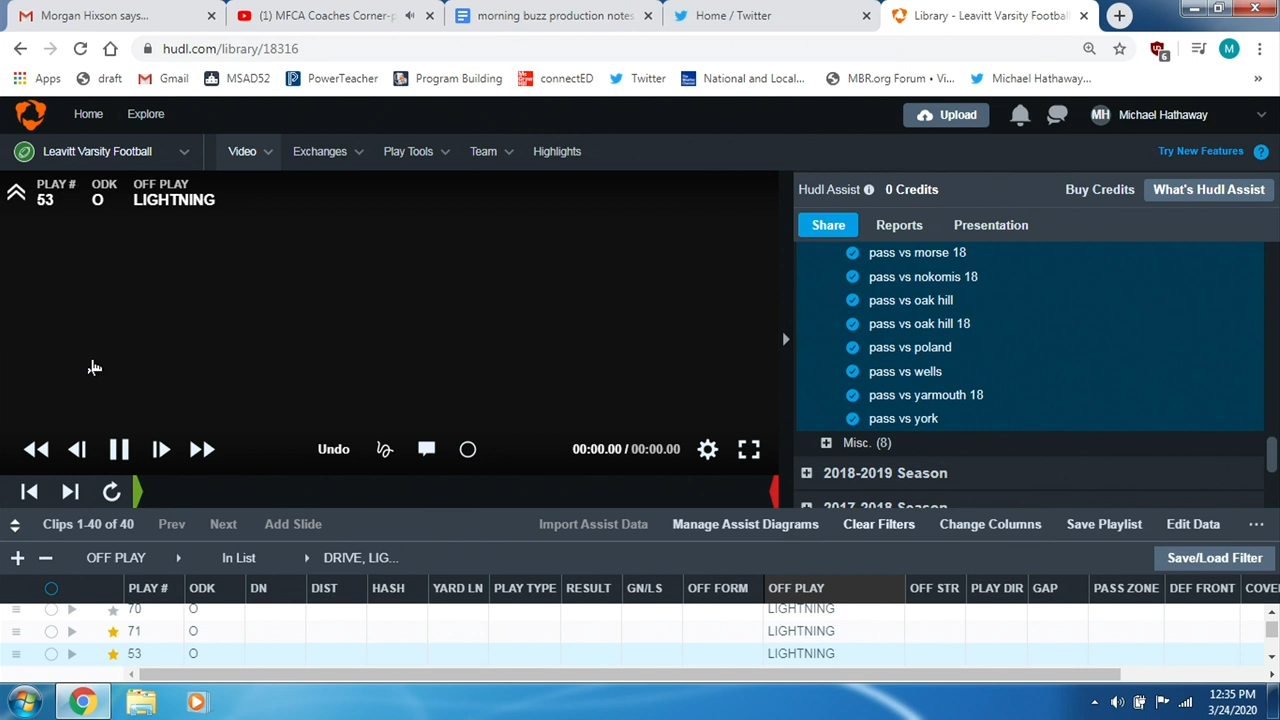 Morgan Hixson says...
(1) MFCA Coaches Corner-p
morning buzz production notes
Home / Twitter
Library - Leavitt Varsity Football
hudl.com/library/18316
6
M
Apps
draft
Gmail
MSAD52
PowerTeacher
Program Building
connectED
Twitter
National and Local...
MBR.org Forum • Vi...
Michael Hathaway...
»
Home
Explore
Upload
MH
Michael Hathaway
Leavitt Varsity Football
Video
Exchanges
Play Tools
Team
Highlights
Try New Features
?
PLAY # ODK OFF PLAY
53 O LIGHTNING
Hudl Assist
0 Credits
Buy Credits
What's Hudl Assist
Share
Reports
Presentation
pass vs morse 18
pass vs nokomis 18
pass vs oak hill
pass vs oak hill 18
pass vs poland
pass vs wells
pass vs yarmouth 18
pass vs york
Misc. (8)
2018-2019 Season
2017-2018 Season
Undo
00:00.00 / 00:00.00
Clips 1-40 of 40
Prev
Next
Add Slide
Import Assist Data
Manage Assist Diagrams
Clear Filters
Change Columns
Save Playlist
Edit Data
...
OFF PLAY
In List
DRIVE, LIG...
Save/Load Filter
PLAY # ODK DN DIST HASH YARD LN PLAY TYPE RESULT GN/LS OFF FORM OFF PLAY OFF STR PLAY DIR GAP PASS ZONE DEF FRONT COVE
70 O LIGHTNING
71 O LIGHTNING
53 O LIGHTNING
12:35 PM
3/24/2020